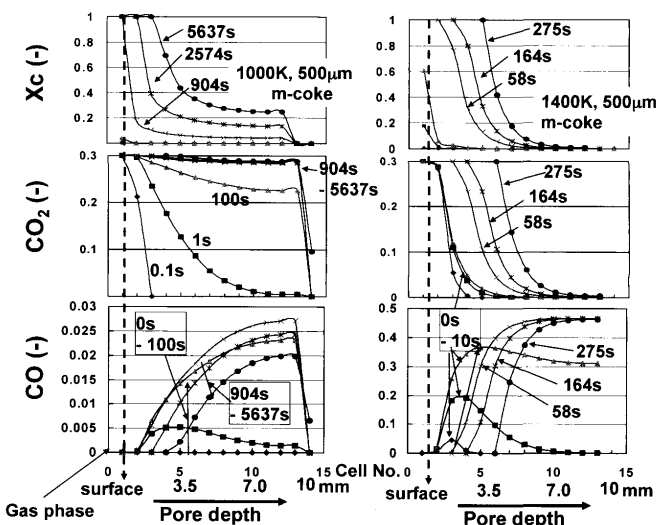 Xc (-)
1
0.8
0.6
0.4
0.2
5637s
2574s
904s
1000K, 500μm
m-coke
CO2 (-)
0.3
0.2
0.1
0
904s
- 5637s
100s
1s
0.1s
CO (-)
0.03
0.025
0.02
0.015
0.01
0.005
0
0s
- 100s
904s
- 5637s
0
5
10
15
Cell No.
surface
3.5
7.0
10 mm
Gas phase
Pore depth
1
0.8
0.6
0.4
0.2
0
275s
164s
58s
1400K, 500μm
m-coke
0.3
0.2
0.1
0
275s
164s
58s
0.5
0.4
0.3
0.2
0.1
0
0s
- 10s
275s
164s
58s
0
5
10
15
surface
3.5
7.0
10 mm
Pore depth